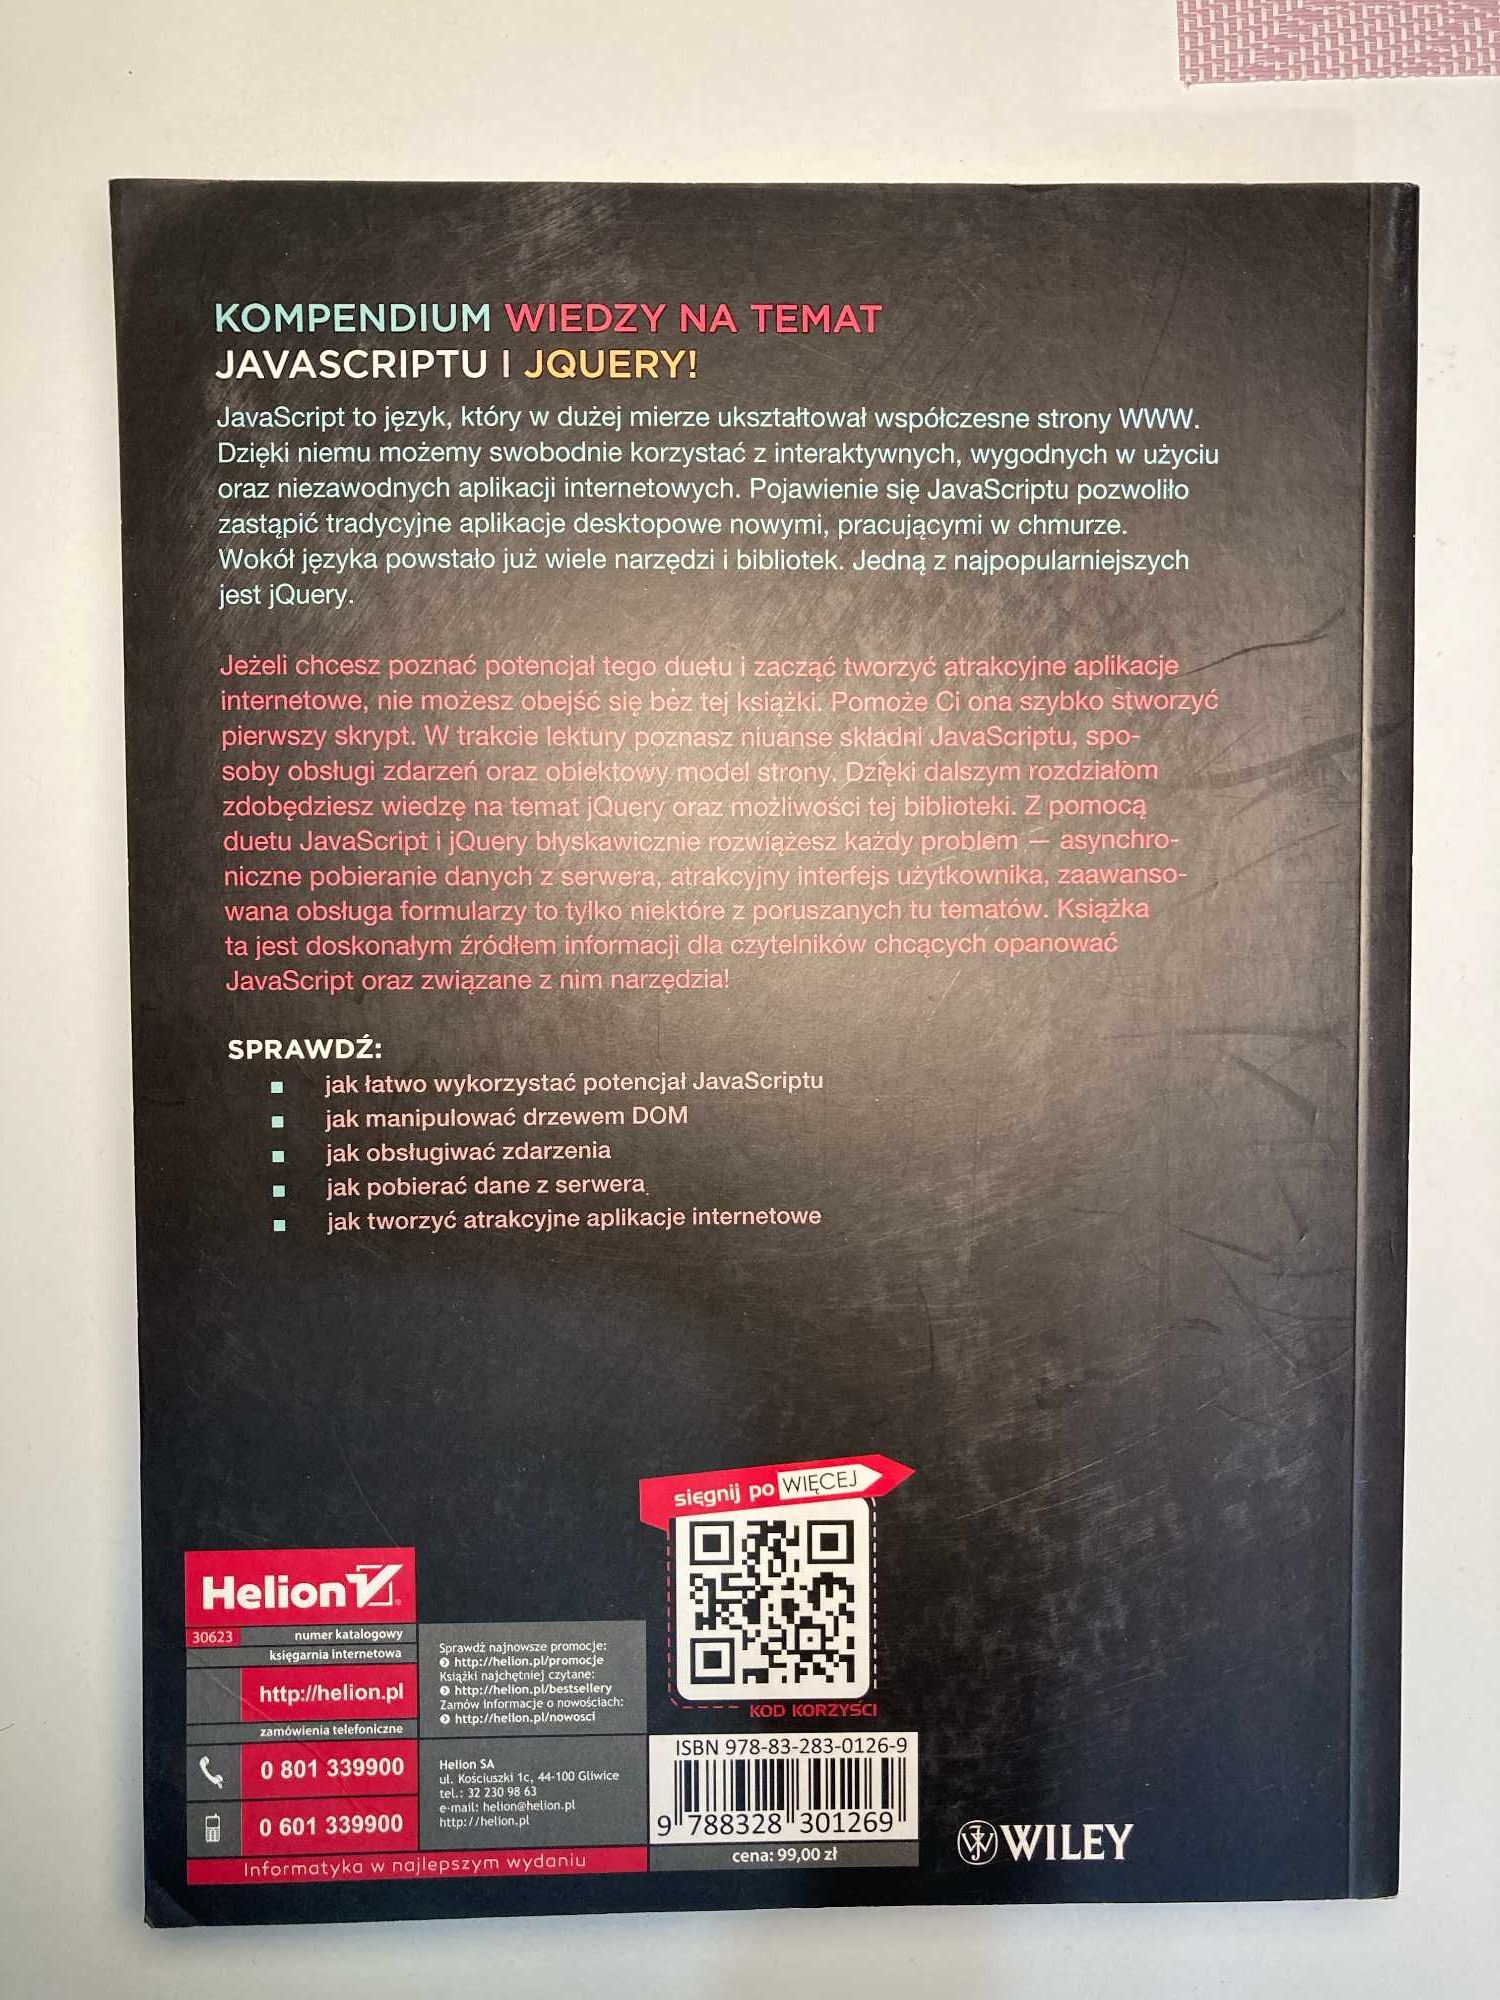 KOMPENDIUM WIEDZY NA TEMAT
JAVASCRIPTU I JQUERY!
JavaScript to język, który w dużej mierze ukształtował współczesne strony WWW.
Dzięki niemu możemy swobodnie korzystać z interaktywnych, wygodnych w użyciu
oraz niezawodnych aplikacji internetowych. Pojawienie się JavaScriptu pozwoliło
zastąpić tradycyjne aplikacje desktopowe nowymi, pracującymi w chmurze.
Wokół języka powstało już wiele narzędzi i bibliotek. Jedną z najpopularniejszych
jest jQuery.
Jeżeli chcesz poznać potencjał tego duetu i zacząć tworzyć atrakcyjne aplikacje
internetowe, nie możesz obejść się bez tej książki. Pomoże Ci ona szybko stworzyć
pierwszy skrypt. W trakcie lektury poznasz niuanse składni JavaScriptu, spo-
soby obsługi zdarzeń oraz obiektowy model strony. Dzięki dalszym rozdziałom
zdobędziesz wiedzę na temat jQuery oraz możliwości tej biblioteki. Z pomocą
duetu JavaScript i jQuery błyskawicznie rozwiążesz każdy problem — asynchro-
niczne pobieranie danych z serwera, atrakcyjny interfejs użytkownika, zaawanso-
wana obsługa formularzy to tylko niektóre z poruszanych tu tematów. Książka
ta jest doskonałym źródłem informacji dla czytelników chcących opanować
JavaScript oraz związane z nim narzędzia!
SPRAWDŹ:
jak łatwo wykorzystać potencjał JavaScriptu
jak manipulować drzewem DOM
jak obsługiwać zdarzenia
jak pobierać dane z serwera
jak tworzyć atrakcyjne aplikacje internetowe
sięgnij po WIĘCEJ
KOD KORZYŚCI
Helion
30623 numer katalogowy
księgarnia internetowa
http://helion.pl
zamówienia telefoniczne
0 801 339900
0 601 339900
Sprawdź najnowsze promocje:
http://helion.pl/promocje
Książki najchętniej czytane:
http://helion.pl/bestsellery
Zamów informacje o nowościach:
http://helion.pl/nowosci
Helion SA
ul. Kościuszki 1c, 44-100 Gliwice
tel.: 32 230 98 63
e-mail: helion@helion.pl
http://helion.pl
Informatyka w najlepszym wydaniu
ISBN 978-83-283-0126-9
9 788328 301269
cena: 99,00 zł
WILEY